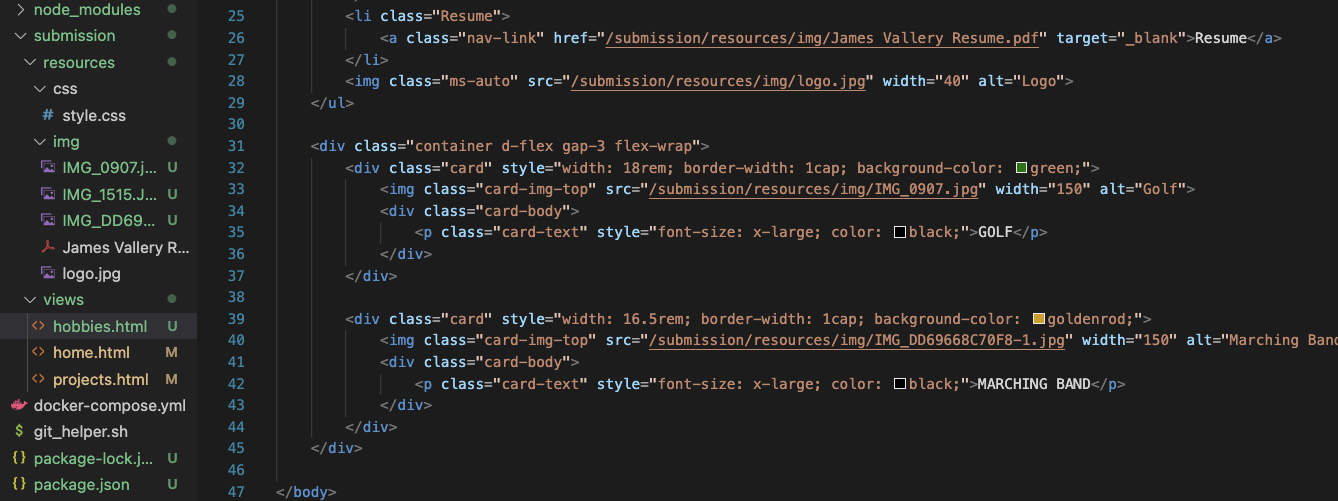 node_modules
submission
resources
css
# style.css
img
IMG_0907.j... U
IMG_1515.J... U
IMG_DD69... U
James Vallery R...
logo.jpg
views
<> hobbies.html U
<> home.html M
<> projects.html M
docker-compose.yml
$ git_helper.sh
{} package-lock.j... U
{} package.json U
25 <li class="Resume">
26 <a class="nav-link" href="/submission/resources/img/James Vallery Resume.pdf" target="_blank">Resume</a>
27 </li>
28 <img class="ms-auto" src="/submission/resources/img/logo.jpg" width="40" alt="Logo">
29 </ul>
30
31 <div class="container d-flex gap-3 flex-wrap">
32 <div class="card" style="width: 18rem; border-width: 1cap; background-color: green;">
33 <img class="card-img-top" src="/submission/resources/img/IMG_0907.jpg" width="150" alt="Golf">
34 <div class="card-body">
35 <p class="card-text" style="font-size: x-large; color: black;">GOLF</p>
36 </div>
37 </div>
38
39 <div class="card" style="width: 16.5rem; border-width: 1cap; background-color: goldenrod;">
40 <img class="card-img-top" src="/submission/resources/img/IMG_DD69668C70F8-1.jpg" width="150" alt="Marching Band
41 <div class="card-body">
42 <p class="card-text" style="font-size: x-large; color: black;">MARCHING BAND</p>
43 </div>
44 </div>
45 </div>
46
47 </body>